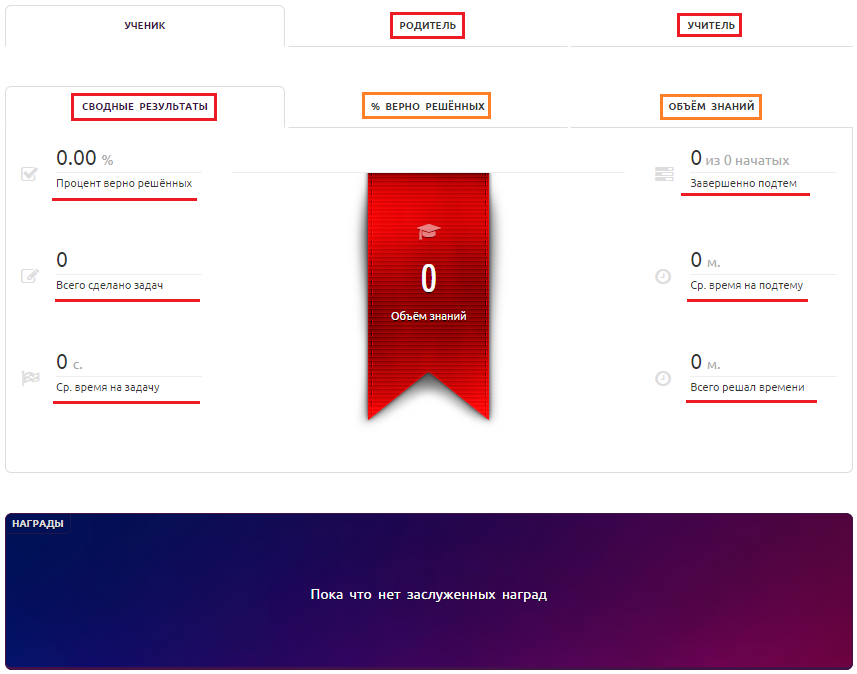 УЧЕНИК
РОДИТЕЛЬ
УЧИТЕЛЬ
СВОДНЫЕ РЕЗУЛЬТАТЫ
% ВЕРНО РЕШЁННЫХ
ОБЪЁМ ЗНАНИЙ
0.00 %
Процент верно решённых
0
Всего сделано задач
0 с.
Ср. время на задачу
0
Объём знаний
0 из 0 начатых
Завершенно подтем
0 м.
Ср. время на подтему
0 м.
Всего решал времени
НАГРАДЫ
Пока что нет заслуженных наград